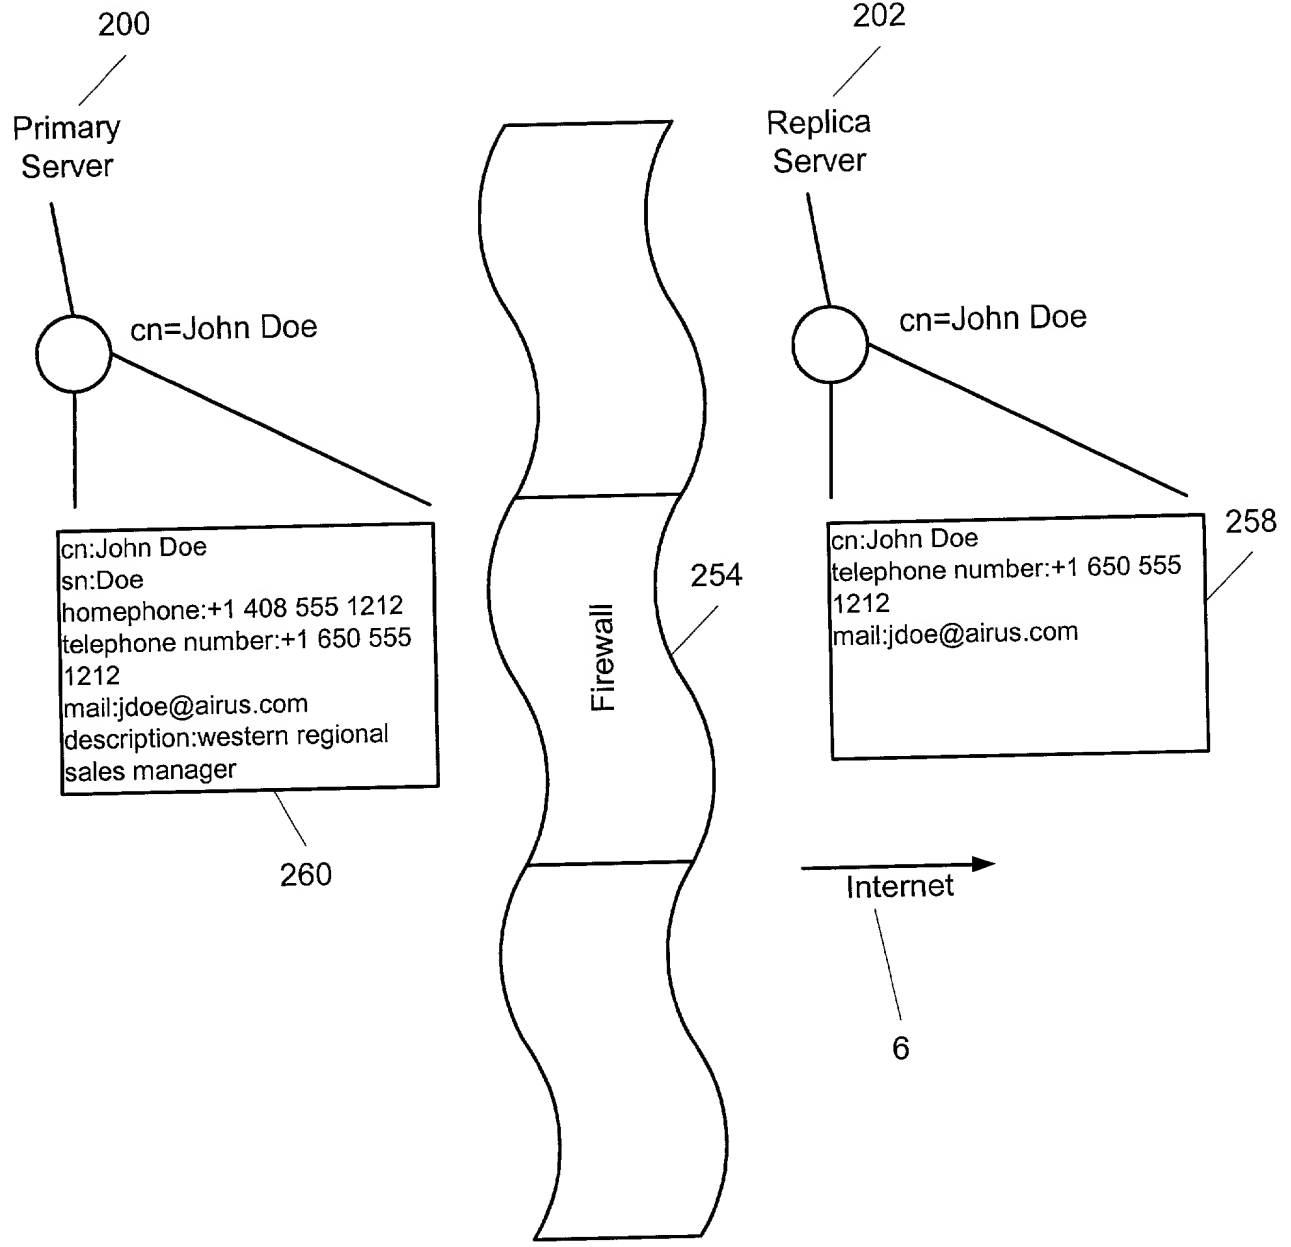 200
Primary
Server
cn=John Doe
cn:John Doe
sn:Doe
homephone:+1 408 555 1212
telephone number:+1 650 555
1212
mail:jdoe@airus.com
description:western regional
sales manager
260
Firewall
254
202
Replica
Server
cn=John Doe
cn:John Doe
telephone number:+1 650 555
1212
mail:jdoe@airus.com
258
Internet
6